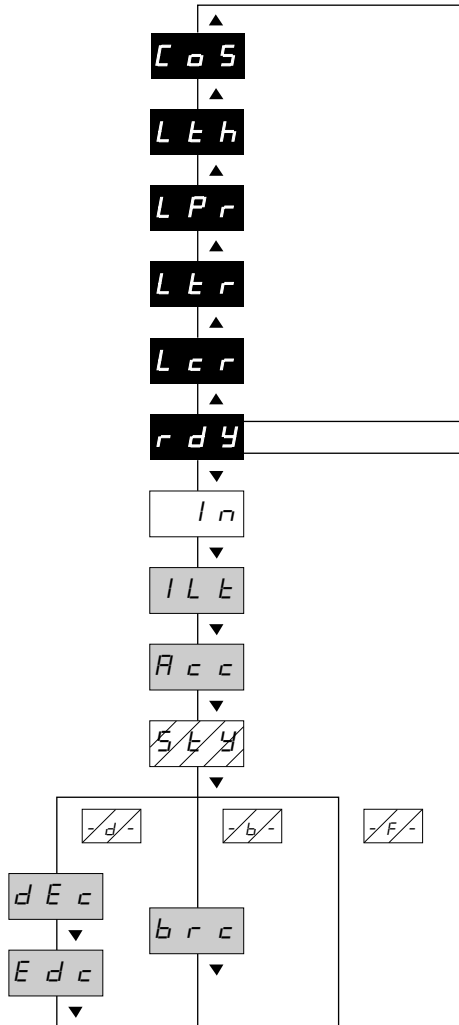 CoS
Lth
LPr
Ltr
Lcr
rdY
In
ILt
Acc
StY
-d- -b- -F-
dEc
brc
Edc